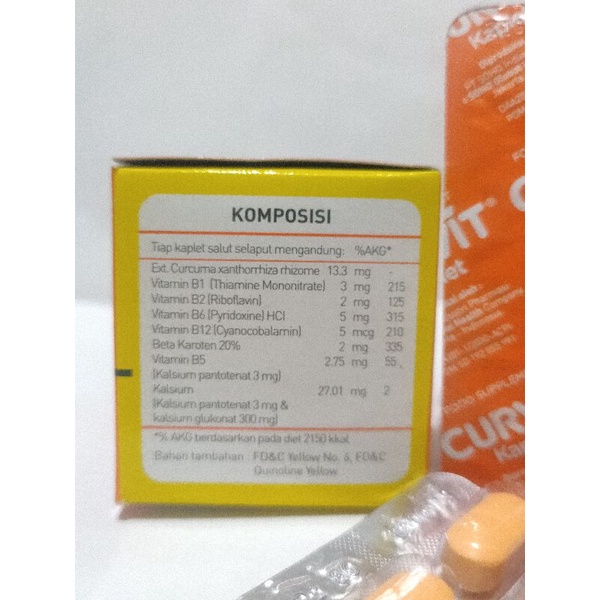 KOMPOSISI
Tiap kaplet salut selaput mengandung: %AKG*
Ext. Curcuma xanthorrhiza rhizome 13.3 mg -
Vitamin B1 (Thiamine Mononitrate) 3 mg 215
Vitamin B2 (Riboflavin) 2 mg 125
Vitamin B6 (Pyridoxine) HCl 5 mg 315
Vitamin B12 (Cyanocobalamin) 5 mcg 210
Beta Karoten 20% 2 mg 335
Vitamin B5 2.75 mg 55
(Kalsium pantotenat 3 mg)
Kalsium 27.01 mg 2
(Kalsium pantotenat 3 mg &
kalsium glukonat 300 mg)
*% AKG berdasarkan pada diet 2150 kkal
Bahan tambahan : FD&C Yellow No. 6, FD&C
Quinoline Yellow
Kaple
VIT
FOOD SUPPLEMEN
CURV